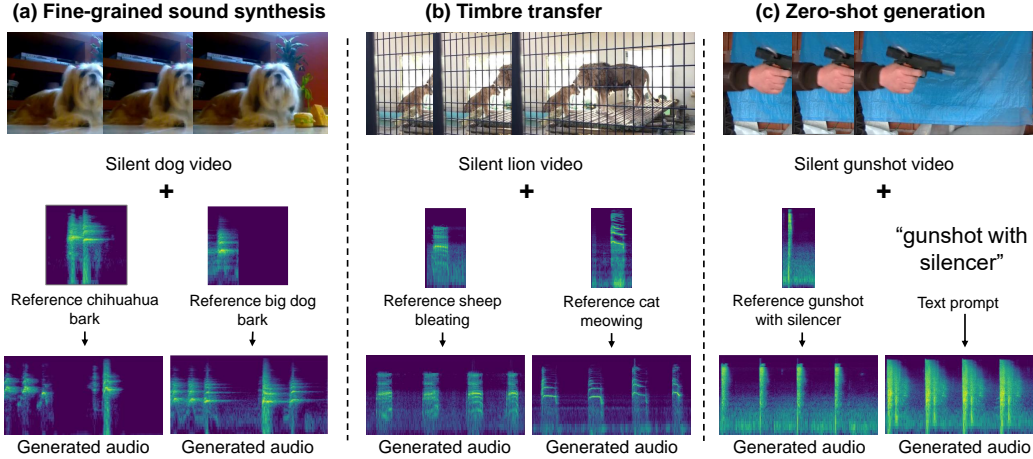 (a) Fine-grained sound synthesis
Silent dog video
+
Reference chihuahua
bark
Reference big dog
bark
Generated audio
Generated audio
(b) Timbre transfer
Silent lion video
+
Reference sheep
bleating
Reference cat
meowing
Generated audio
Generated audio
(c) Zero-shot generation
Silent gunshot video
+
Reference gunshot
with silencer
“gunshot with
silencer”
Text prompt
Generated audio
Generated audio